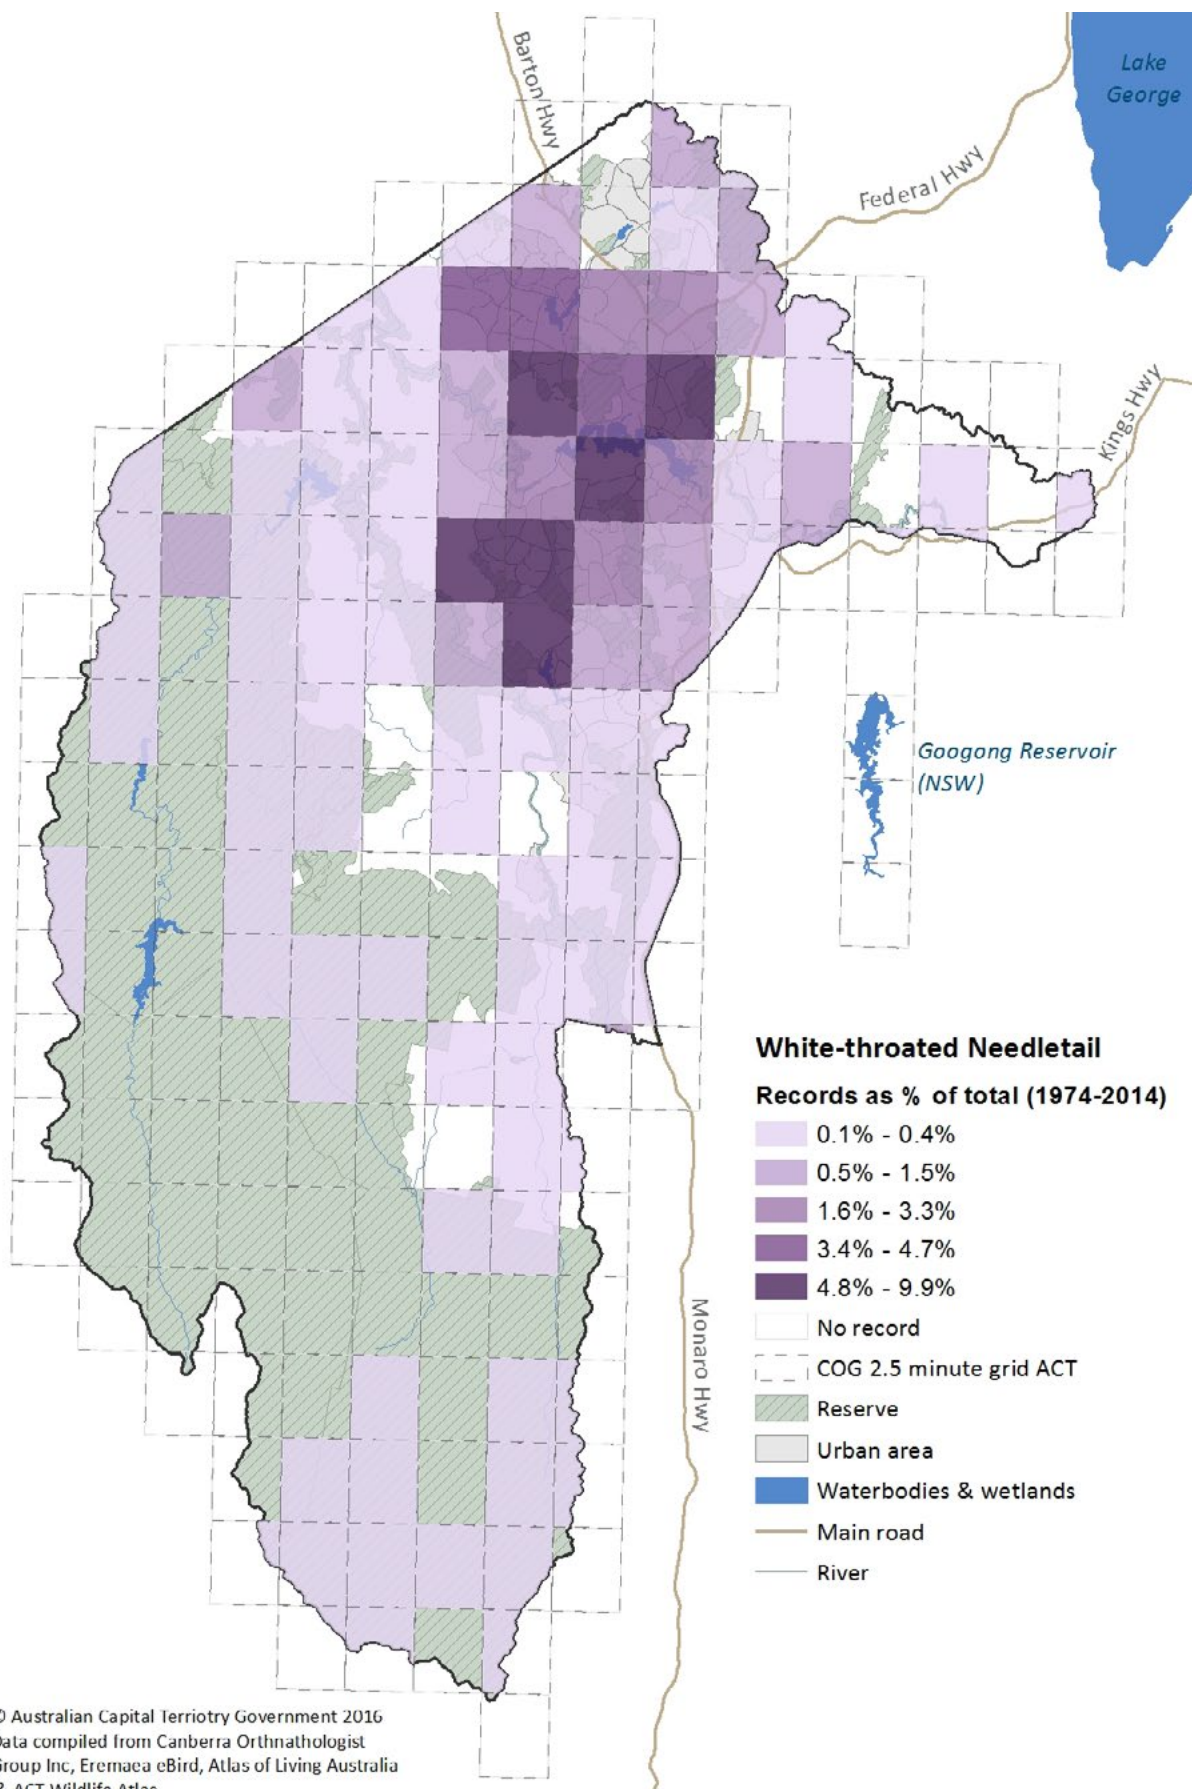 Barton Hwy
Lake
George
Federal Hwy
Kings Hwy
Googong Reservoir
(NSW)
White-throated Needletail
Records as % of total (1974-2014)
0.1% - 0.4%
0.5% - 1.5%
1.6% - 3.3%
3.4% - 4.7%
4.8% - 9.9%
No record
COG 2.5 minute grid ACT
Reserve
Urban area
Waterbodies & wetlands
Main road
River
Monaro Hwy
© Australian Capital Terriotry Government 2016
Data compiled from Canberra Orthnathologist
Group Inc, Eremaea eBird, Atlas of Living Australia
& ACT Wildlife Atlas